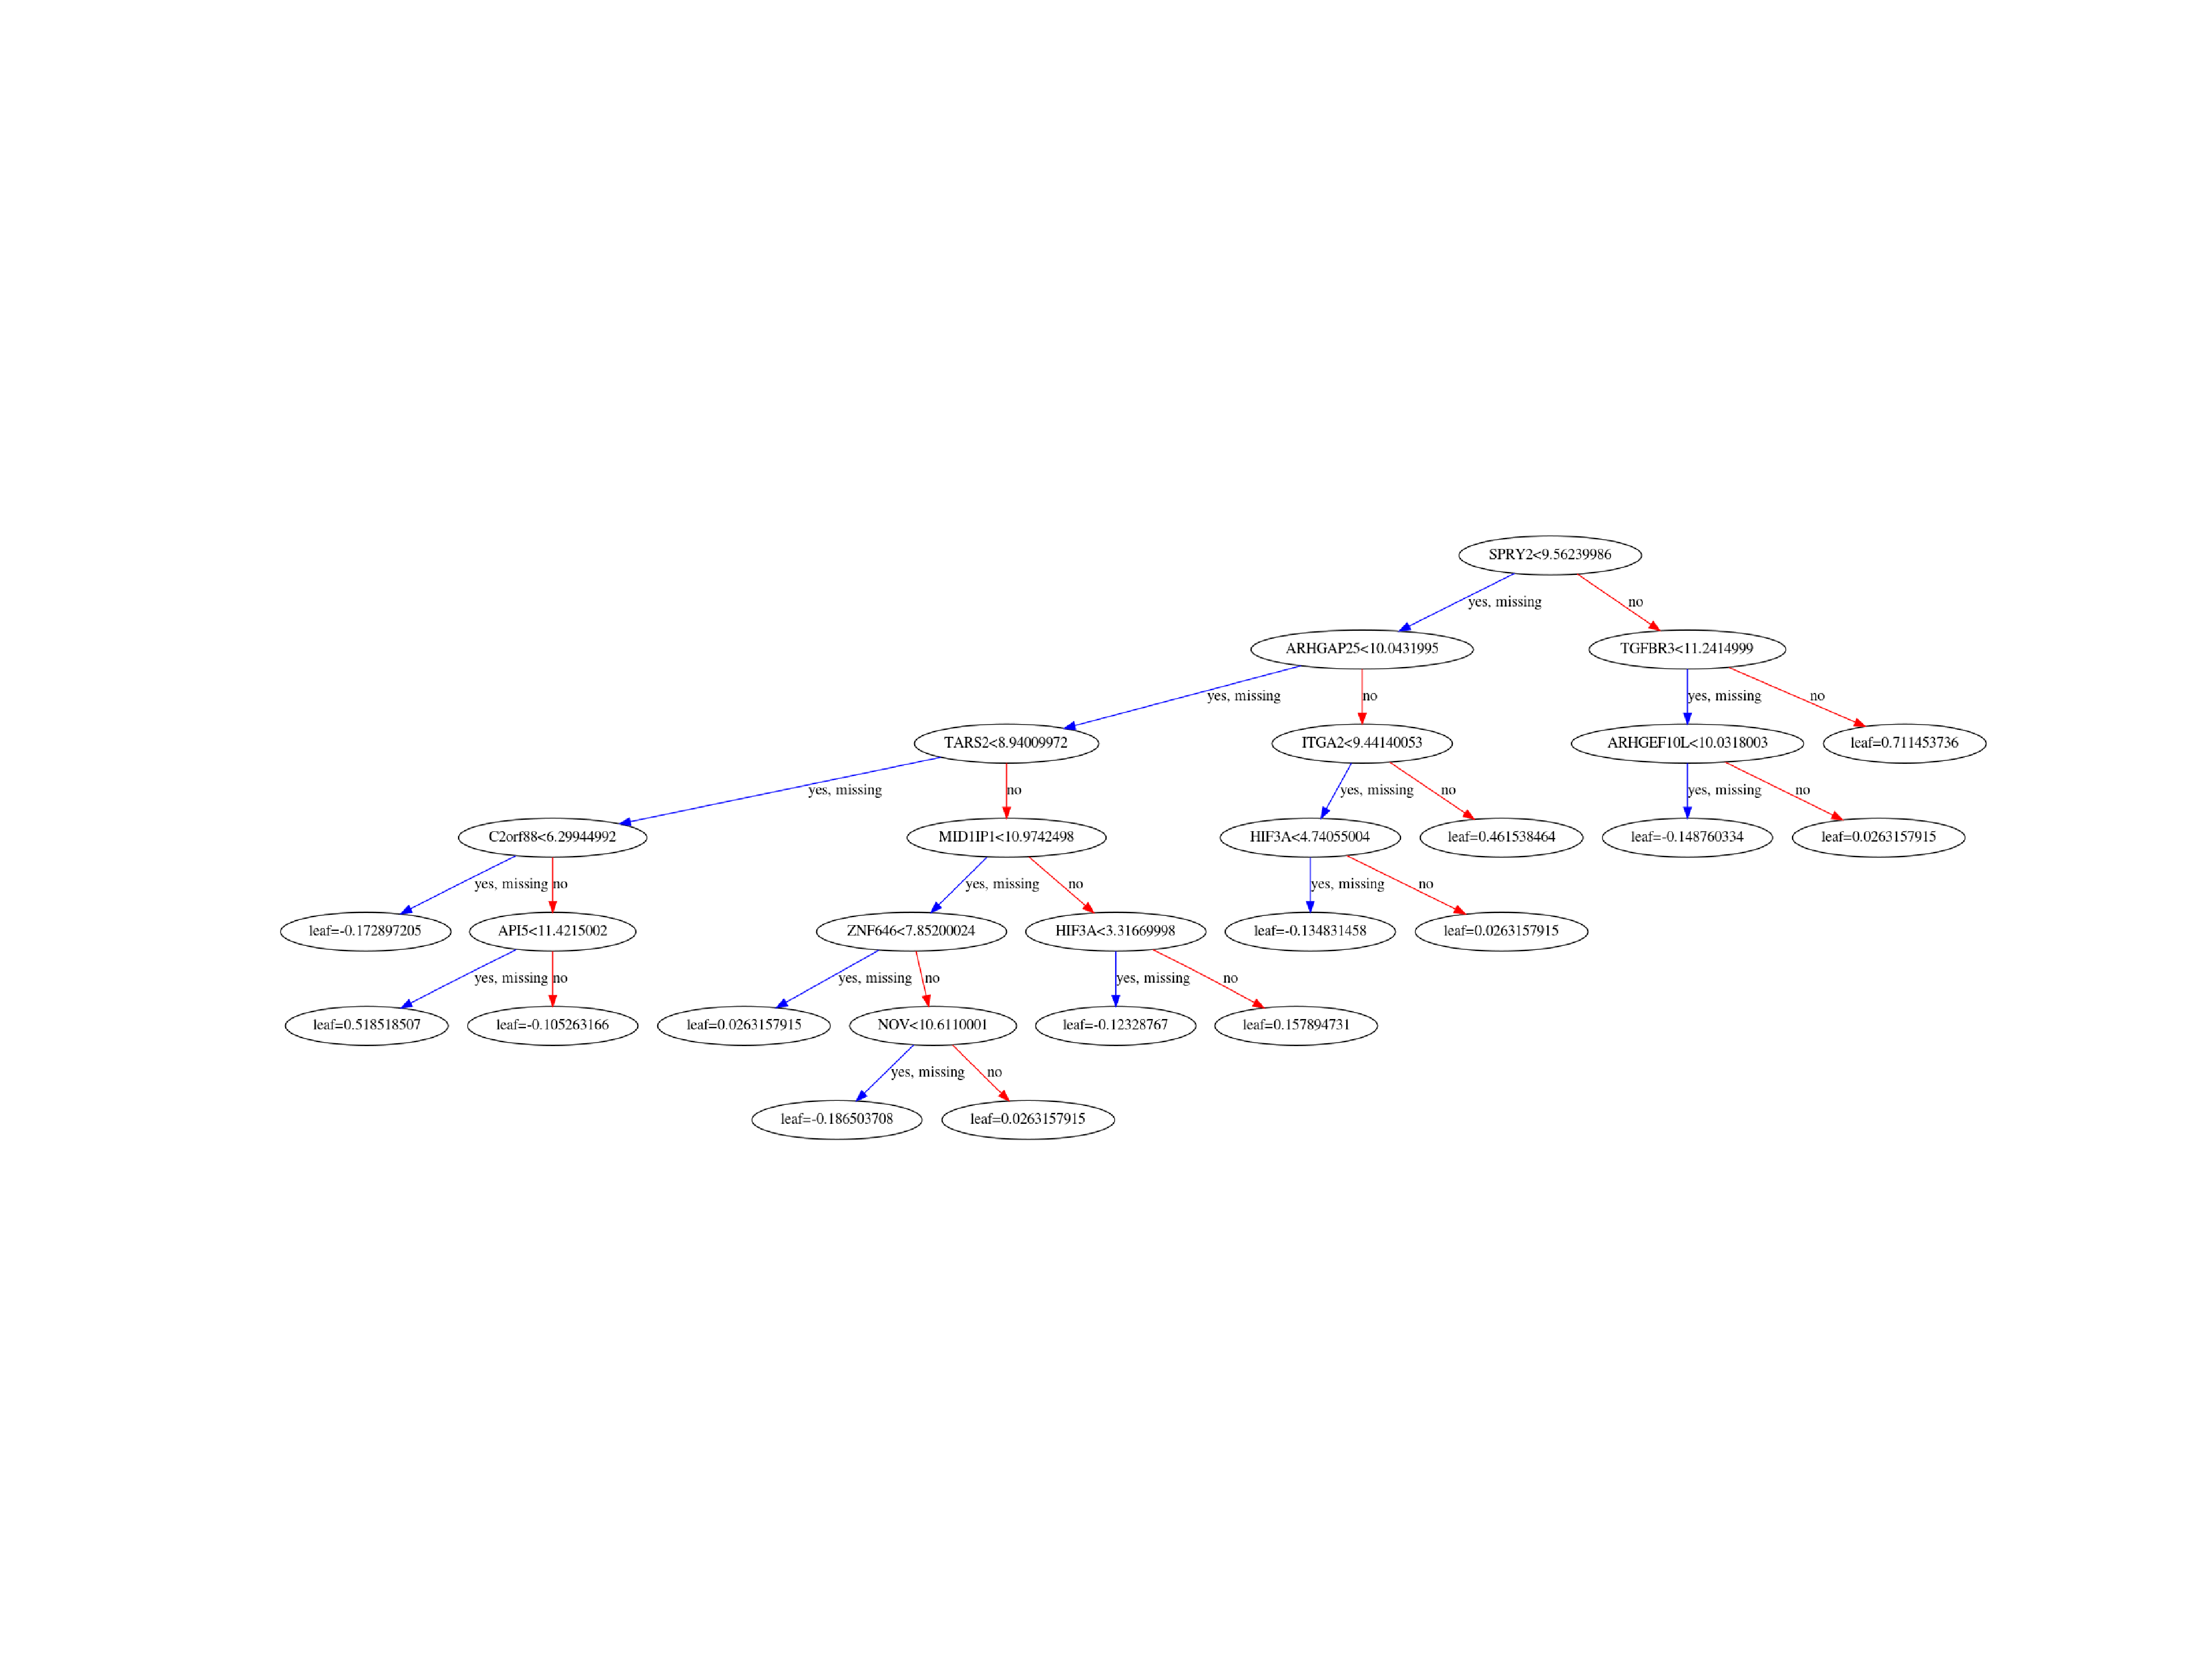 SPRY2<9.56239986
yes, missing no
ARHGAP25<10.0431995 TGFBR3<11.2414999
yes, missing no yes, missing no
TARS2<8.94009972 ITGA2<9.44140053 ARHGEF10L<10.0318003 leaf=0.711453736
yes, missing no yes, missing no yes, missing no
C2orf88<6.29944992 MID1IP1<10.9742498 HIF3A<4.74055004 leaf=0.461538464 leaf=-0.148760334 leaf=0.0263157915
yes, missing no yes, missing no yes, missing no
leaf=-0.172897205 API5<11.4215002 ZNF646<7.85200024 HIF3A<3.31669998 leaf=-0.134831458 leaf=0.0263157915
yes, missing no yes, missing no yes, missing no
leaf=0.518518507 leaf=-0.105263166 leaf=0.0263157915 NOV<10.6110001 leaf=-0.12328767 leaf=0.157894731
yes, missing no
leaf=-0.186503708 leaf=0.0263157915